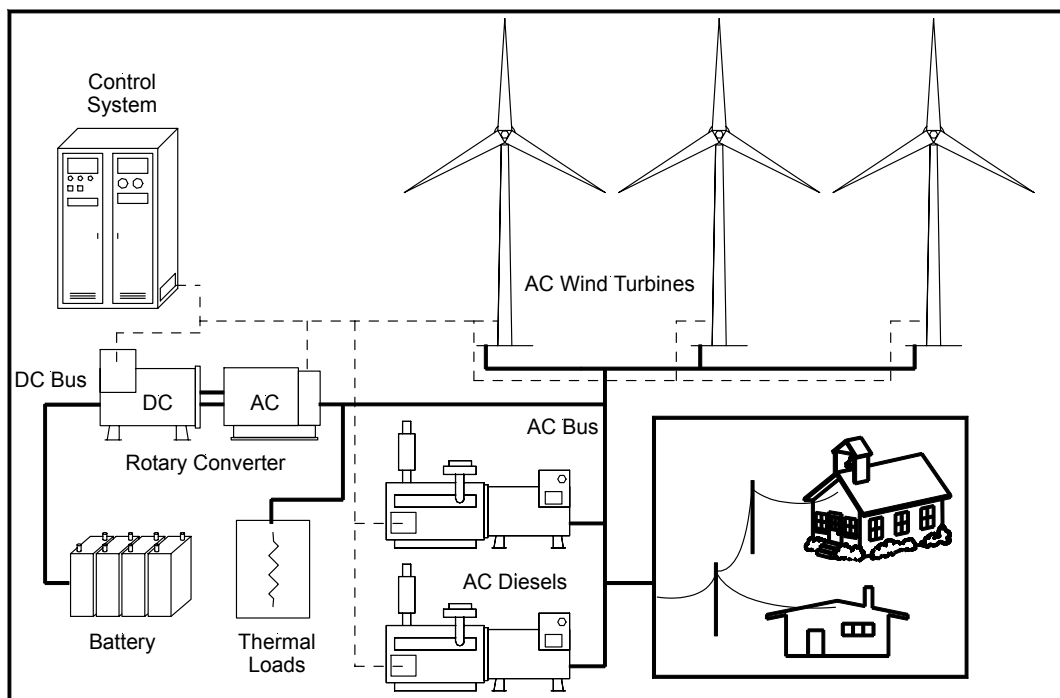 Control
System
AC Wind Turbines
DC Bus
DC
AC
AC Bus
Rotary Converter
AC Diesels
Battery
Thermal
Loads